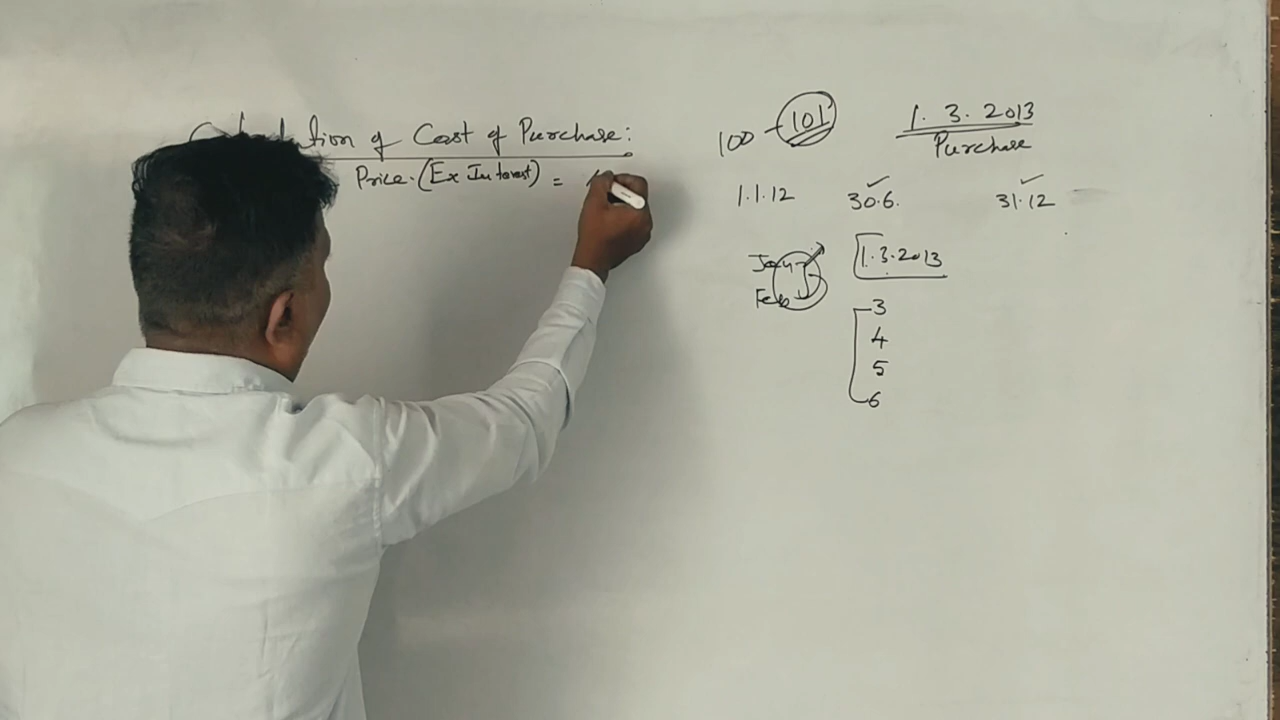 of Cost of Purchase:
Price. (Ex Interest) =
100 - 101
1. 3. 2013
Purchase
1.1.12 30.6. 31.12
Jan
Feb
1.3.2013
3
4
5
6